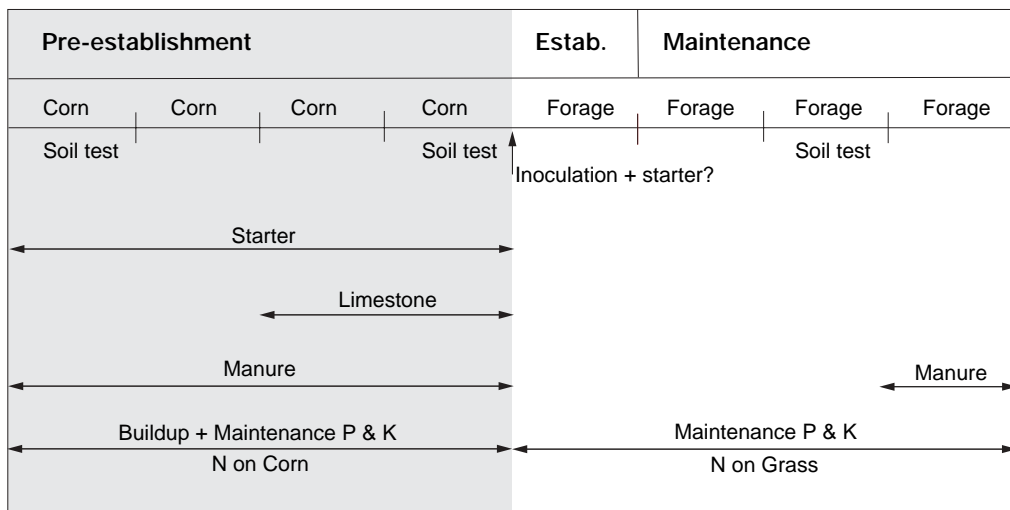 Pre-establishment Estab. Maintenance
Corn Corn Corn Corn Forage Forage Forage Forage
Soil test Soil test Soil test
Inoculation + starter?
Starter
Limestone
Manure Manure
Buildup + Maintenance P & K Maintenance P & K
N on Corn N on Grass